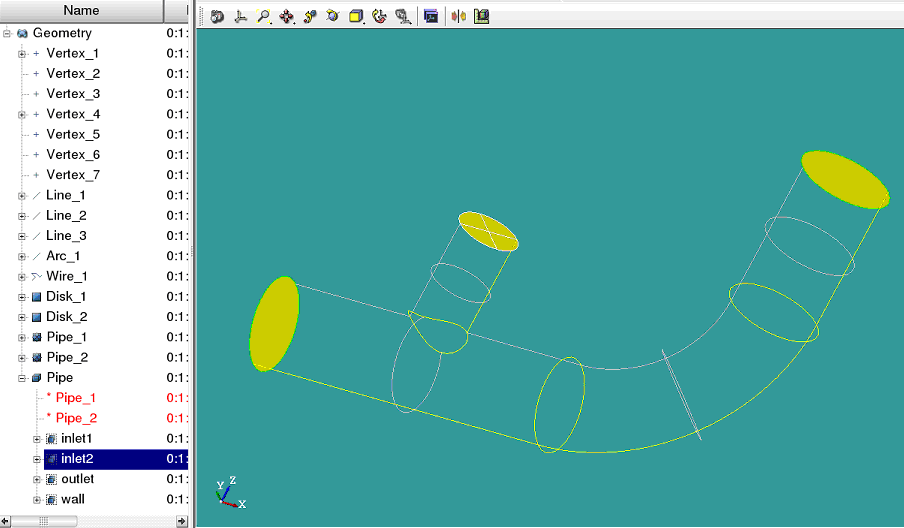 Name
Geometry 0:1:
Vertex_1 0:1:
Vertex_2 0:1:
Vertex_3 0:1:
Vertex_4 0:1:
Vertex_5 0:1:
Vertex_6 0:1:
Vertex_7 0:1:
Line_1 0:1:
Line_2 0:1:
Line_3 0:1:
Arc_1 0:1:
Wire_1 0:1:
Disk_1 0:1:
Disk_2 0:1:
Pipe_1 0:1:
Pipe_2 0:1:
Pipe 0:1:
* Pipe_1 0:1:
* Pipe_2 0:1:
inlet1 0:1:
inlet2 0:1:
outlet 0:1:
wall 0:1:
Y Z
X